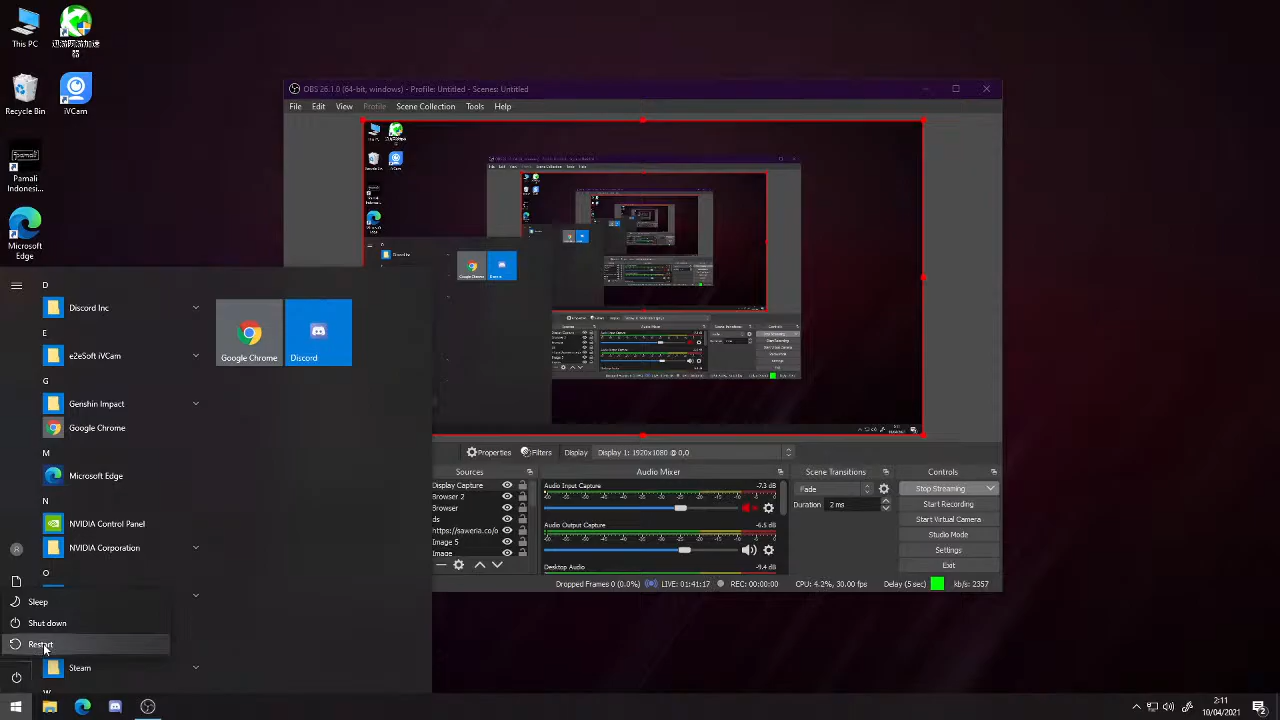 This PC
Recycle Bin
iVCam
Pamali
Indonesi...
Microsoft
Edge
OBS 26.1.0 (64-bit, windows) - Profile: Untitled - Scenes: Untitled
File Edit View Profile Scene Collection Tools Help
D
Discord Inc
E
G
Genshin Impact
Google Chrome
M
Microsoft Edge
N
NVIDIA Control Panel
NVIDIA Corporation
O
Sleep
Shut down
Restart
Steam
Google Chrome
Discord
Properties Filters Display Display 1: 1920x1080 @ 0,0
Sources Audio Mixer Scene Transitions Controls
Display Capture
Browser 2
Browser
ds
https://saweria.co/o
Image 5
Image
Audio Input Capture -7.3 dB
Audio Output Capture -6.5 dB
Desktop Audio -9.4 dB
Fade
Duration 2 ms
Stop Streaming
Start Recording
Start Virtual Camera
Studio Mode
Settings
Exit
Dropped Frames 0 (0.0%) LIVE: 01:41:17 REC: 00:00:00 CPU: 4.2%, 30.00 fps Delay (5 sec) kb/s: 2357
2:11
10/04/2021
2